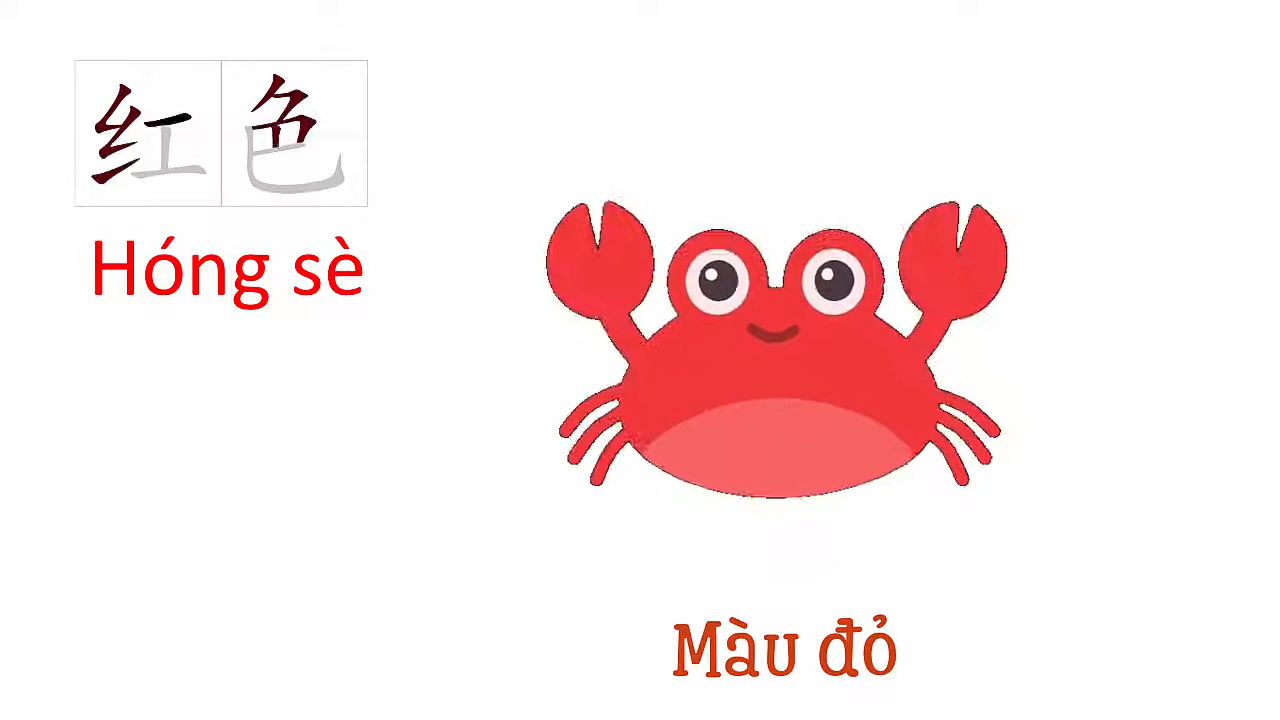 红色
Hóng sè
Màu đỏ